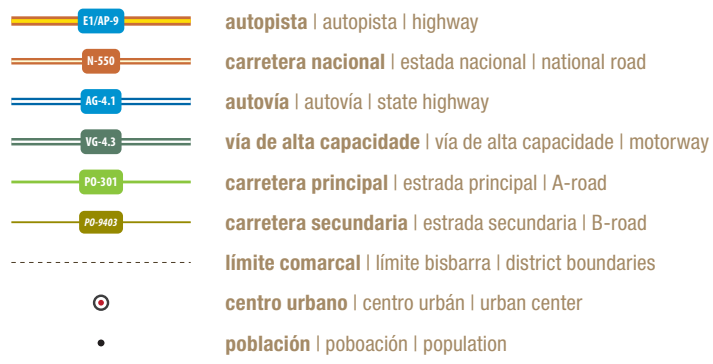 E1/AP-9 autopista | autopista | highway
N-550 carretera nacional | estada nacional | national road
AG-4.1 autovía | autovía | state highway
VG-4.3 vía de alta capacidade | vía de alta capacidade | motorway
PO-301 carretera principal | estrada principal | A-road
PO-9403 carretera secundaria | estrada secundaria | B-road
límite comarcal | límite bisbarra | district boundaries
centro urbano | centro urbán | urban center
población | poboación | population